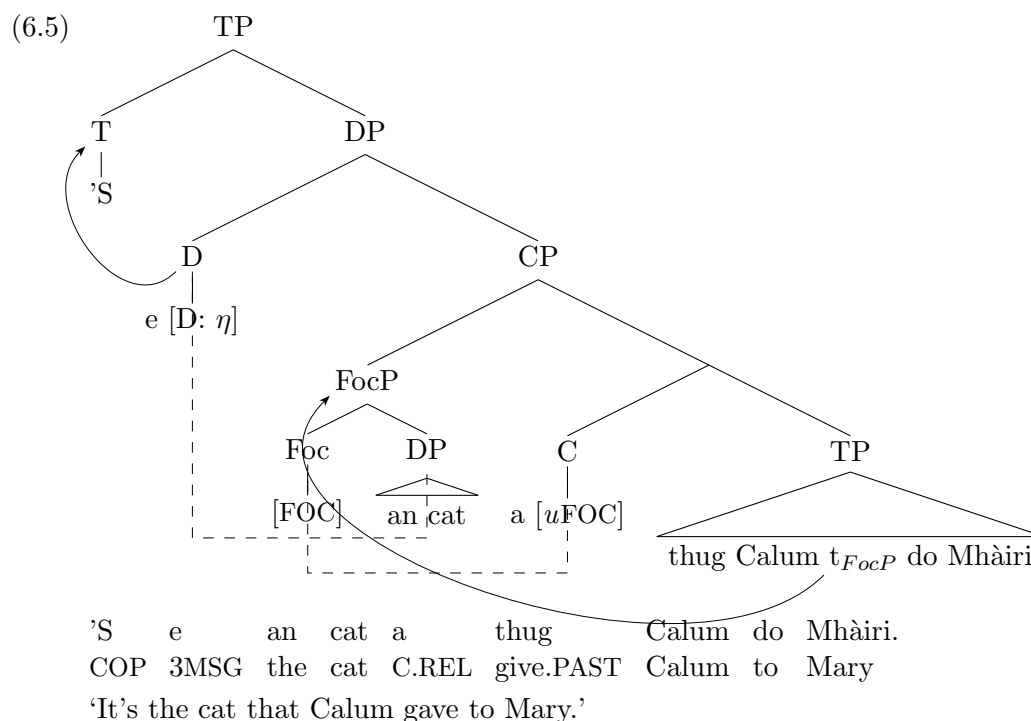 (6.5)
TP
T DP
'S
D CP
e [D: η]
FocP
Foc DP C TP
[FOC] an cat a [uFOC]
thug Calum t_FocP do Mhàiri
'S e an cat a thug Calum do Mhàiri.
COP 3MSG the cat C.REL give.PAST Calum to Mary
‘It's the cat that Calum gave to Mary.’